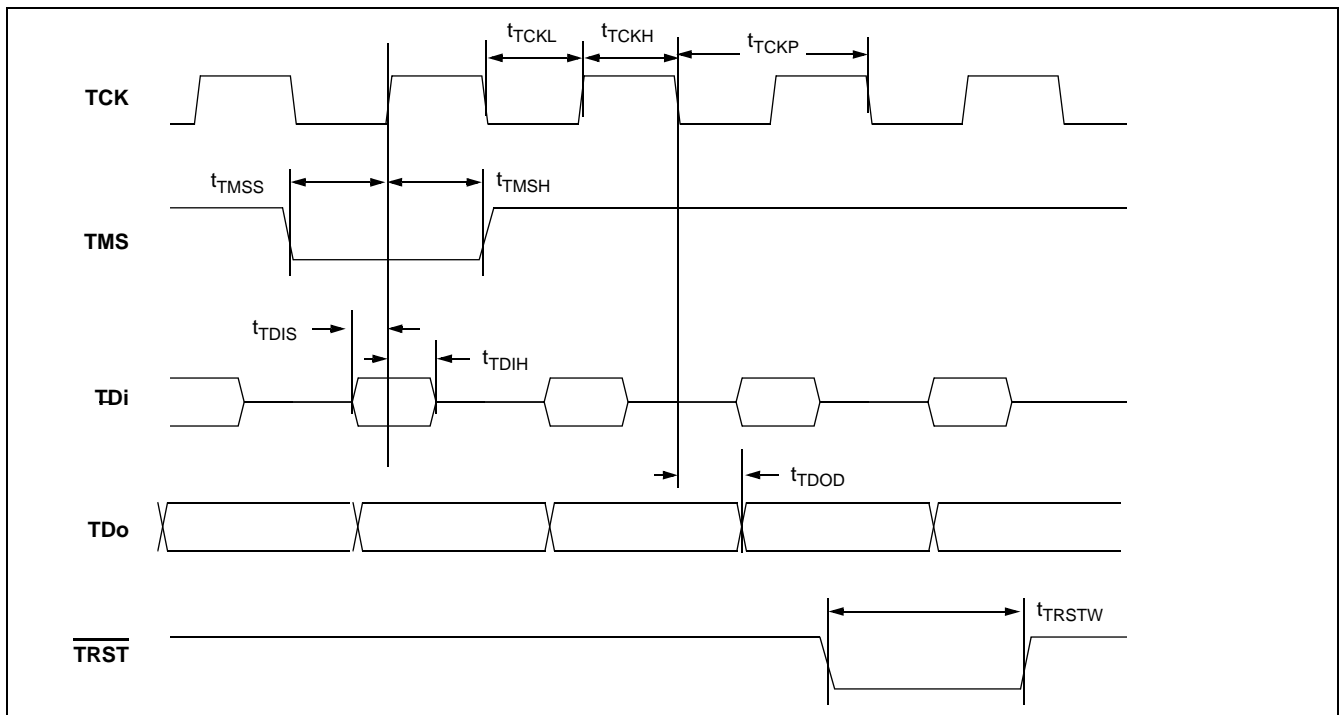 tTCKL tTCKH tTCKP
TCK
tTMSS tTMSH
TMS
tTDIS
tTDIH
TDi
tTDOD
TDo
tTRSTW
TRST